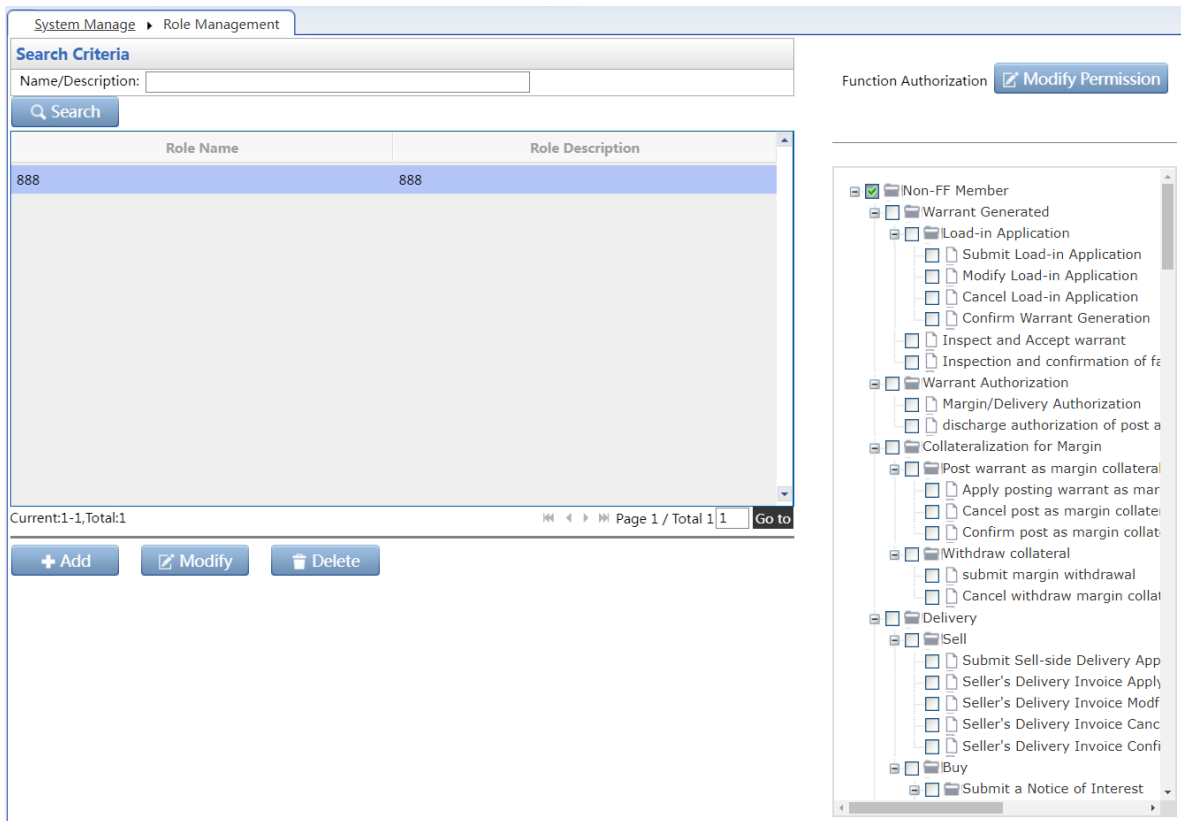 System Manage Role Management
Search Criteria
Name/Description:
Search
Role Name Role Description
888 888
Current:1-1,Total:1 Page 1 / Total 1 1 Go to
Add Modify Delete
Function Authorization Modify Permission
Non-FF Member
Warrant Generated
Load-in Application
Submit Load-in Application
Modify Load-in Application
Cancel Load-in Application
Confirm Warrant Generation
Inspect and Accept warrant
Inspection and confirmation of fa
Warrant Authorization
Margin/Delivery Authorization
discharge authorization of post a
Collateralization for Margin
Post warrant as margin collateral
Apply posting warrant as mar
Cancel post as margin collate
Confirm post as margin collat
Withdraw collateral
submit margin withdrawal
Cancel withdraw margin collat
Delivery
Sell
Submit Sell-side Delivery App
Seller's Delivery Invoice Apply
Seller's Delivery Invoice Modf
Seller's Delivery Invoice Canc
Seller's Delivery Invoice Confi
Buy
Submit a Notice of Interest